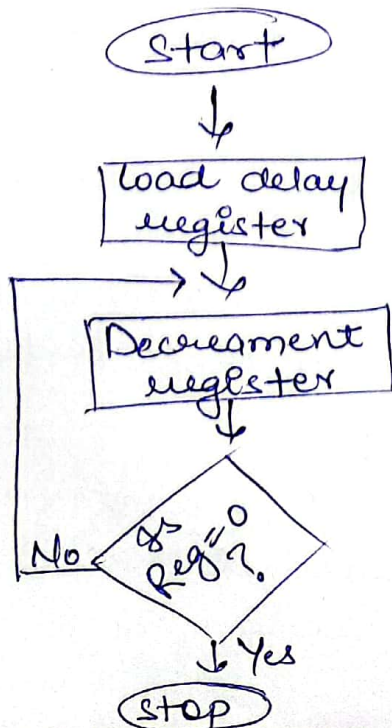 Start
Load delay
register
Decreament
register
Is
Reg=0
?
No
Yes
Stop